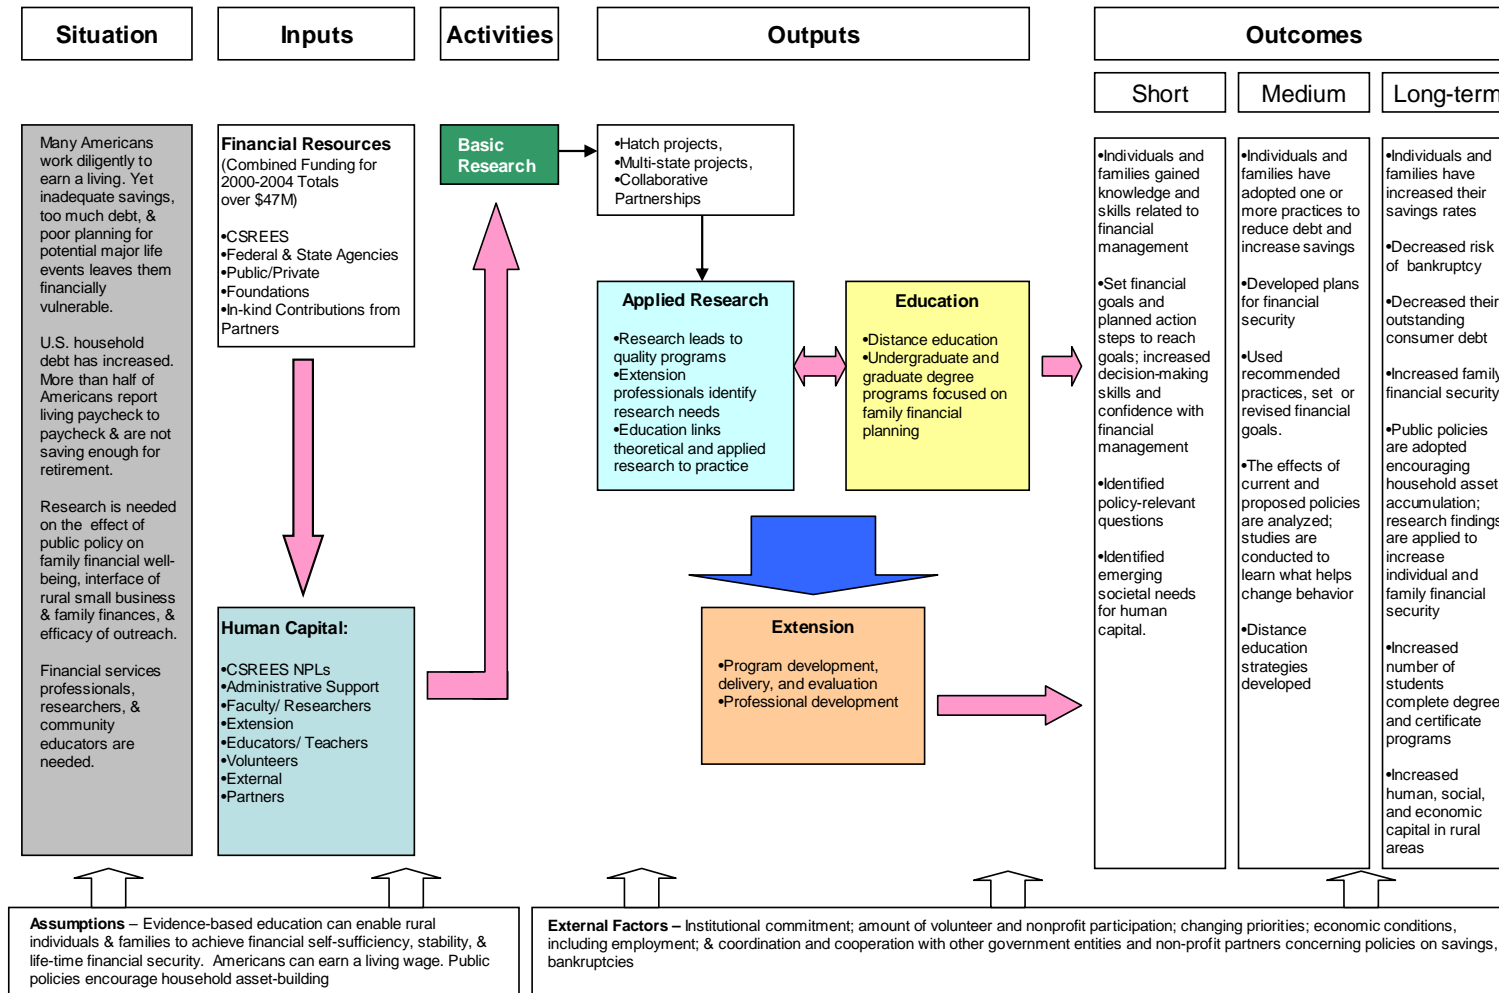 Situation
Inputs
Activities
Outputs
Outcomes
Short
Medium
Long-term
Many Americans
work diligently to
earn a living. Yet
inadequate savings,
too much debt, &
poor planning for
potential major life
events leaves them
financially
vulnerable.
U.S. household
debt has increased.
More than half of
Americans report
living paycheck to
paycheck & are not
saving enough for
retirement.
Research is needed
on the effect of
public policy on
family financial well-
being, interface of
rural small business
& family finances, &
efficacy of outreach.
Financial services
professionals,
researchers, &
community
educators are
needed.
Financial Resources
(Combined Funding for
2000-2004 Totals
over $47M)
•CSREES
•Federal & State Agencies
•Public/Private
•Foundations
•In-kind Contributions from
Partners
Human Capital:
•CSREES NPLs
•Administrative Support
•Faculty/ Researchers
•Extension
•Educators/ Teachers
•Volunteers
•External
•Partners
Basic
Research
•Hatch projects,
•Multi-state projects,
•Collaborative
Partnerships
Applied Research
•Research leads to
quality programs
•Extension
professionals identify
research needs
•Education links
theoretical and applied
research to practice
Education
•Distance education
•Undergraduate and
graduate degree
programs focused on
family financial
planning
Extension
•Program development,
delivery, and evaluation
•Professional development
•Individuals and
families gained
knowledge and
skills related to
financial
management
•Set financial
goals and
planned action
steps to reach
goals; increased
decision-making
skills and
confidence with
financial
management
•Identified
policy-relevant
questions
•Identified
emerging
societal needs
for human
capital.
•Individuals and
families have
adopted one or
more practices to
reduce debt and
increase savings
•Developed plans
for financial
security
•Used
recommended
practices, set or
revised financial
goals.
•The effects of
current and
proposed policies
are analyzed;
studies are
conducted to
learn what helps
change behavior
•Distance
education
strategies
developed
•Individuals and
families have
increased their
savings rates
•Decreased risk
of bankruptcy
•Decreased their
outstanding
consumer debt
•Increased family
financial security
•Public policies
are adopted
encouraging
household asset
accumulation;
research findings
are applied to
increase
individual and
family financial
security
•Increased
number of
students
complete degree
and certificate
programs
•Increased
human, social,
and economic
capital in rural
areas
Assumptions – Evidence-based education can enable rural
individuals & families to achieve financial self-sufficiency, stability, &
life-time financial security. Americans can earn a living wage. Public
policies encourage household asset-building
External Factors – Institutional commitment; amount of volunteer and nonprofit participation; changing priorities; economic conditions,
including employment; & coordination and cooperation with other government entities and non-profit partners concerning policies on savings,
bankruptcies